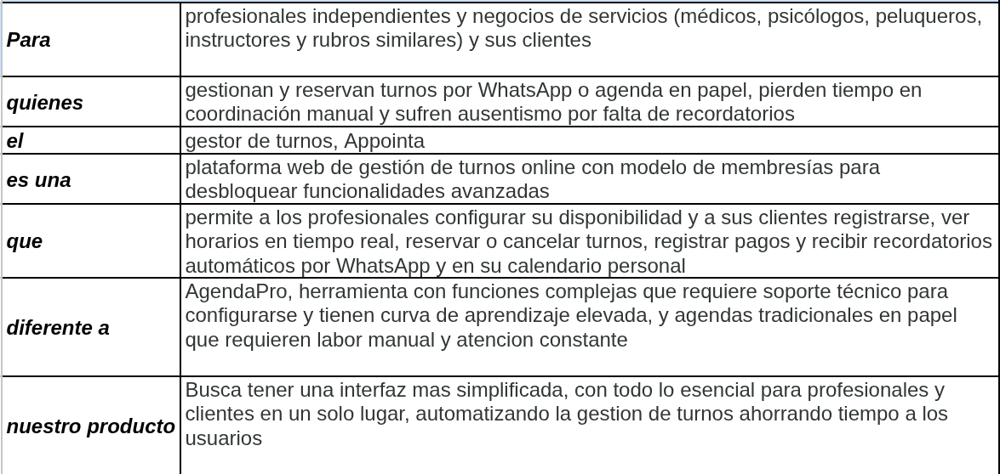 Para
profesionales independientes y negocios de servicios (médicos, psicólogos, peluqueros,
instructores y rubros similares) y sus clientes
quienes
gestionan y reservan turnos por WhatsApp o agenda en papel, pierden tiempo en
coordinación manual y sufren ausentismo por falta de recordatorios
el
gestor de turnos, Appointa
es una
plataforma web de gestión de turnos online con modelo de membresías para
desbloquear funcionalidades avanzadas
que
permite a los profesionales configurar su disponibilidad y a sus clientes registrarse, ver
horarios en tiempo real, reservar o cancelar turnos, registrar pagos y recibir recordatorios
automáticos por WhatsApp y en su calendario personal
diferente a
AgendaPro, herramienta con funciones complejas que requiere soporte técnico para
configurarse y tienen curva de aprendizaje elevada, y agendas tradicionales en papel
que requieren labor manual y atencion constante
nuestro producto
Busca tener una interfaz mas simplificada, con todo lo esencial para profesionales y
clientes en un solo lugar, automatizando la gestion de turnos ahorrando tiempo a los
usuarios